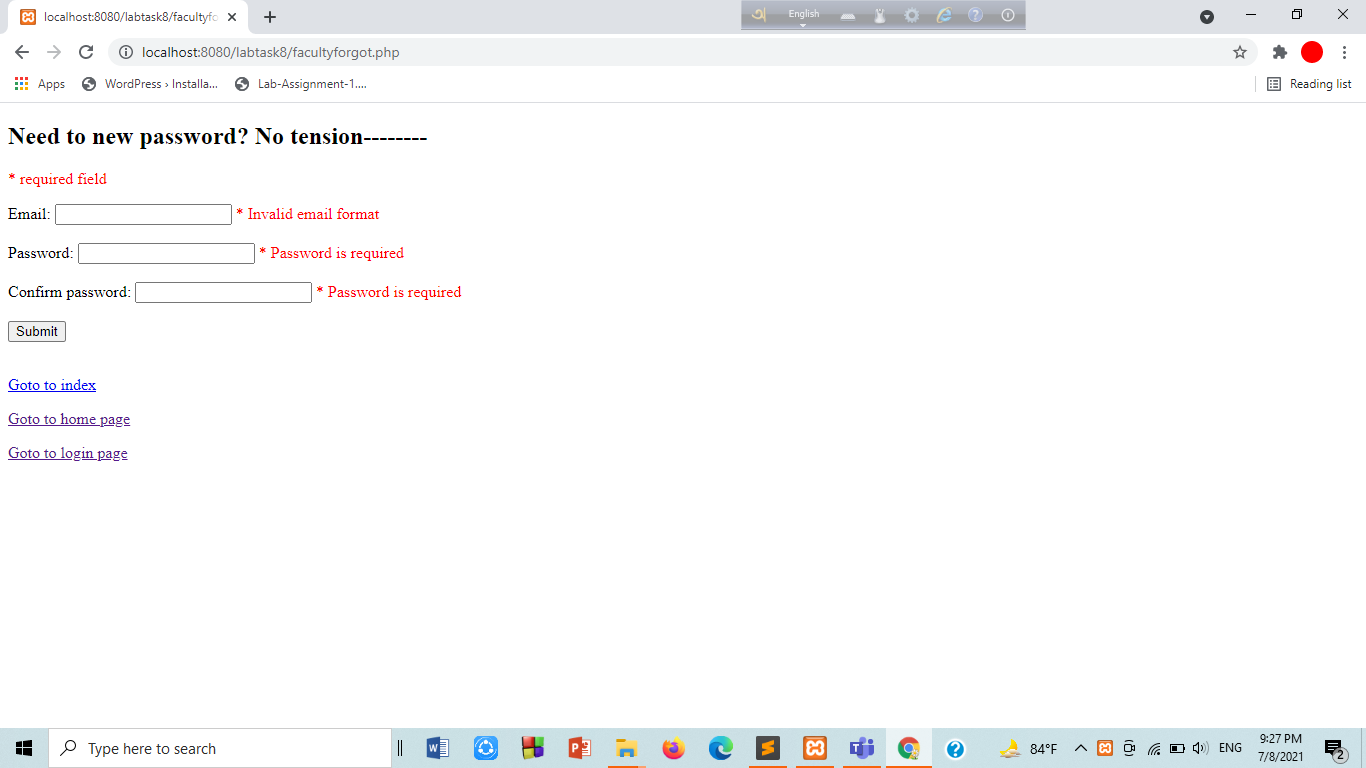 localhost:8080/labtask8/facultyfo
English
localhost:8080/labtask8/factuyforgot.php
Apps
WordPress › Installa...
Lab-Assignment-1....
Reading list
Need to new password? No tension--------
* required field
Email: * Invalid email format
Password: * Password is required
Confirm password: * Password is required
Submit
Goto to index
Goto to home page
Goto to login page
Type here to search
84°F
ENG
9:27 PM
7/8/2021
2